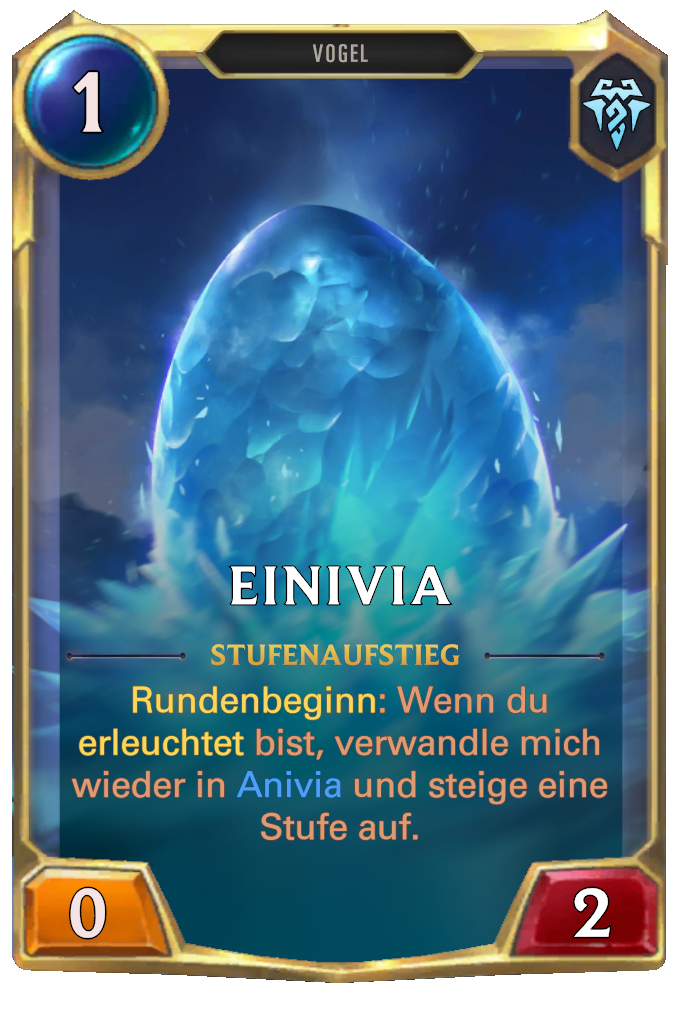 VOGEL
1
EINIVIA
STUFENAUFSTIEG
Rundenbeginn: Wenn du
erleuchtet bist, verwandle mich
wieder in Anivia und steige eine
Stufe auf.
0
2